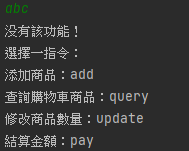 abc
没有該功能！
選擇一指令：
添加商品：add
查詢購物車商品：query
修改商品數量：update
結算金額：pay